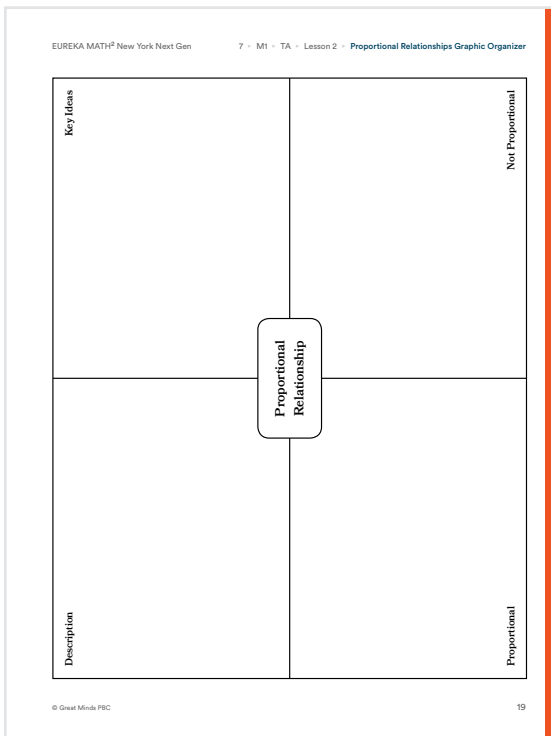 EUREKA MATH² New York Next Gen
7 ▸ M1 ▸ TA ▸ Lesson 2 ▸ Proportional Relationships Graphic Organizer
Description
Key Ideas
Proportional
Relationship
Proportional
Not Proportional
© Great Minds PBC
19